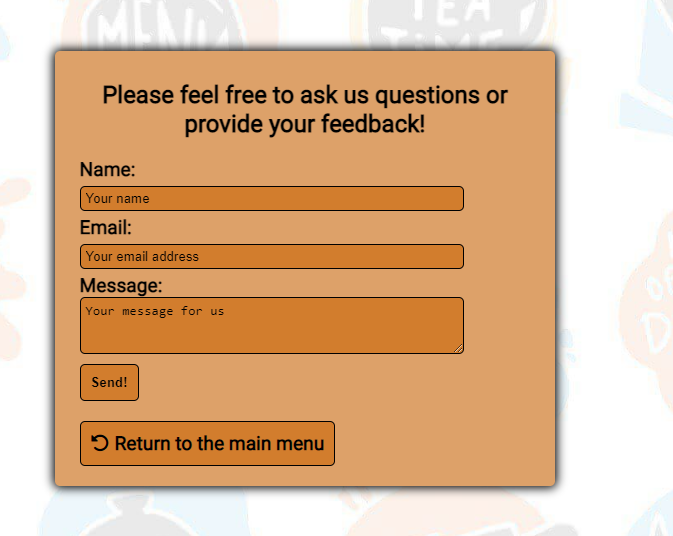 MENU
TEA
TIME
Please feel free to ask us questions or
provide your feedback!
Name:
Your name
Email:
Your email address
Message:
Your message for us
Send!
Return to the main menu